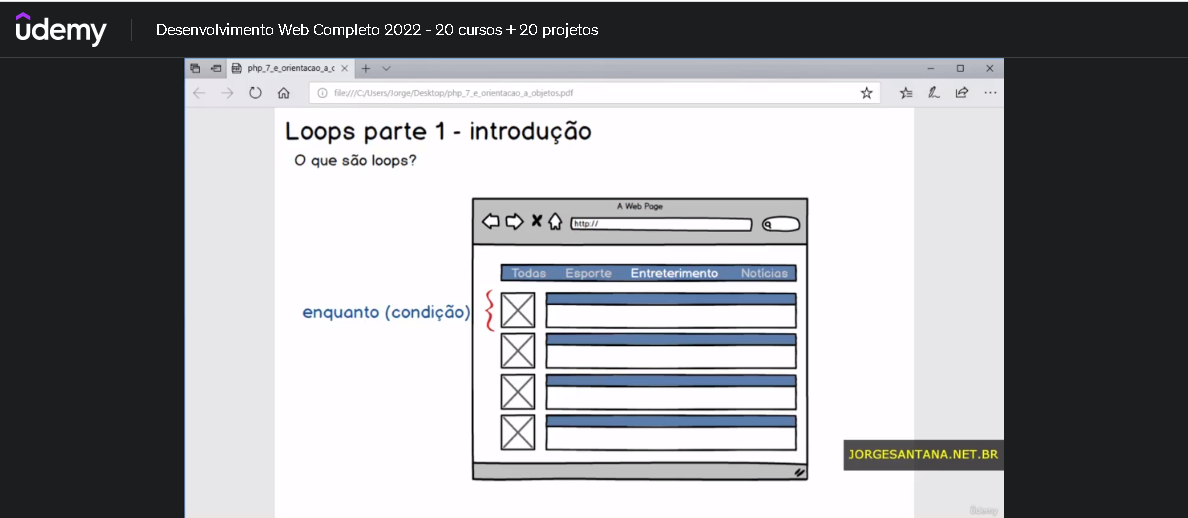 udemy
Desenvolvimento Web Completo 2022 - 20 cursos + 20 projetos
php_7_e_orientacao_a_c
file:///C:/Users/Jorge/Desktop/php_7_e_orientacao_a_objetos.pdf
Loops parte 1 - introdução
O que são loops?
A Web Page
http://
Todas Esporte Entreterimento Notícias
enquanto (condição)
JORGESANTANA.NET.BR
udemy